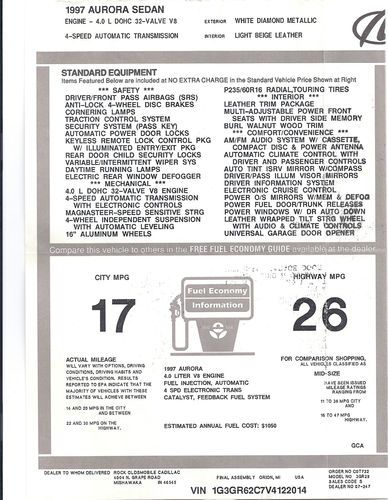 1997 AURORA SEDAN
ENGINE - 4.0 L DOHC 32-VALVE V8
4-SPEED AUTOMATIC TRANSMISSION
EXTERIOR WHITE DIAMOND METALLIC
INTERIOR LIGHT BEIGE LEATHER
STANDARD EQUIPMENT
Items Featured Below are Included at NO EXTRA CHARGE in the Standard Vehicle Price Shown at Right
*** SAFETY ***
DRIVER/FRONT PASS AIRBAGS (SRS)
ANTI-LOCK 4-WHEEL DISC BRAKES
CORNERING LAMPS
TRACTION CONTROL SYSTEM
SECURITY SYSTEM (PASS KEY)
AUTOMATIC POWER DOOR LOCKS
KEYLESS REMOTE LOCK CONTROL PKG
W/ ILLUMINATED ENTRY/EXIT PKG
REAR DOOR CHILD SECURITY LOCKS
VARIABLE/INTERMITTENT WIPER SYS
DAYTIME RUNNING LAMPS
ELECTRIC REAR WINDOW DEFOGGER
*** MECHANICAL ***
4.0 L DOHC 32-VALVE V8 ENGINE
4-SPEED AUTOMATIC TRANSMISSION
WITH ELECTRONIC CONTROLS
MAGNASTEER-SPEED SENSITIVE STRG
4-WHEEL INDEPENDENT SUSPENSION
WITH AUTOMATIC LEVELING
16" ALUMINUM WHEELS
P235/60R16 RADIAL TOURING TIRES
*** INTERIOR ***
LEATHER TRIM PACKAGE
MULTI-ADJUSTABLE POWER FRONT
SEATS WITH DRIVER SIDE MEMORY
BURL WALNUT WOOD TRIM
*** COMFORT/CONVENIENCE ***
AM/FM AUDIO SYSTEM W/ CASSETTE,
COMPACT DISC & POWER ANTENNA
AUTOMATIC CLIMATE CONTROL WITH
DRIVER AND PASSENGER CONTROLS
AUTO TINT ISRV MIRROR W/COMPASS
DRIVER/PASS ILLUM VISOR MIRRORS
DRIVER INFORMATION SYSTEM
ELECTRONIC CRUISE CONTROL
POWER O/S MIRRORS W/MEM & DEFOG
POWER FUEL DOOR/TRUNK RELEASES
POWER WINDOWS W/ DR AUTO DOWN
LEATHER WRAPPED TILT STRG WHEEL
WITH AUDIO & CLIMATE CONTROLS
UNIVERSAL GARAGE DOOR OPENER
Compare this vehicle to others in the FREE FUEL ECONOMY GUIDE available at the dealer.
CITY MPG
17
Fuel Economy
Information
HIGHWAY MPG
26
ACTUAL MILEAGE
WILL VARY WITH OPTIONS, DRIVING
CONDITIONS, DRIVING HABITS AND
VEHICLE'S CONDITION. RESULTS
REPORTED TO EPA INDICATE THAT THE
MAJORITY OF VEHICLES WITH THESE
ESTIMATES WILL ACHIEVE BETWEEN
14 AND 20 MPG IN THE CITY
AND BETWEEN
22 AND 30 MPG ON THE
HIGHWAY.
1997 AURORA
4.0 LITER V8 ENGINE
FUEL INJECTION, AUTOMATIC
4 SPD ELECTRONIC TRANS
CATALYST, FEEDBACK FUEL SYSTEM
ESTIMATED ANNUAL FUEL COST: $1050
FOR COMPARISON SHOPPING,
ALL VEHICLES CLASSIFIED AS
MID-SIZE
HAVE BEEN ISSUED
MILEAGE RATINGS
RANGING FROM
MPG CITY
AND
MPG
HIGHWAY.
GCA
DEALER TO WHOM DELIVERED ROCK OLDSMOBILE CADILLAC
4004 N. GRAPE ROAD
MISHAWAKA IN
FINAL ASSEMBLY ORION, MI USA
ORDER NO
MODEL NO 3GR29
SALES CODE S
DEALER NO
VIN 1G3GR62C7V4122014